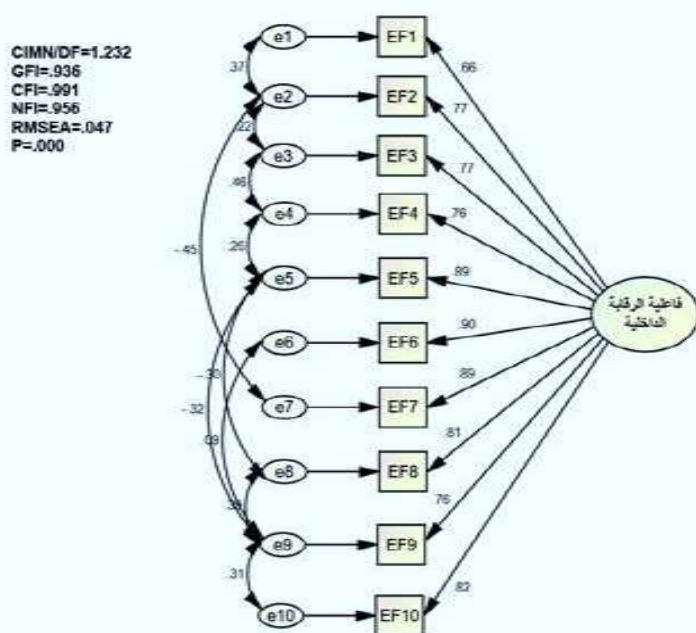 CIMN/DF=1.232
GFI=.936
CFI=.991
NFI=.956
RMSEA=.047
P=.000
e1 EF1 .66
.37
e2 EF2 .77
.22
e3 EF3 .77
.46
e4 EF4 .76
-.45 .26
e5 EF5 .89
فاعلية الرقابة
الداخلية
e6 EF6 .90
e7 EF7 .89
-.32
e8 EF8 .81
e9 EF9 .76
.31
e10 EF10 .82